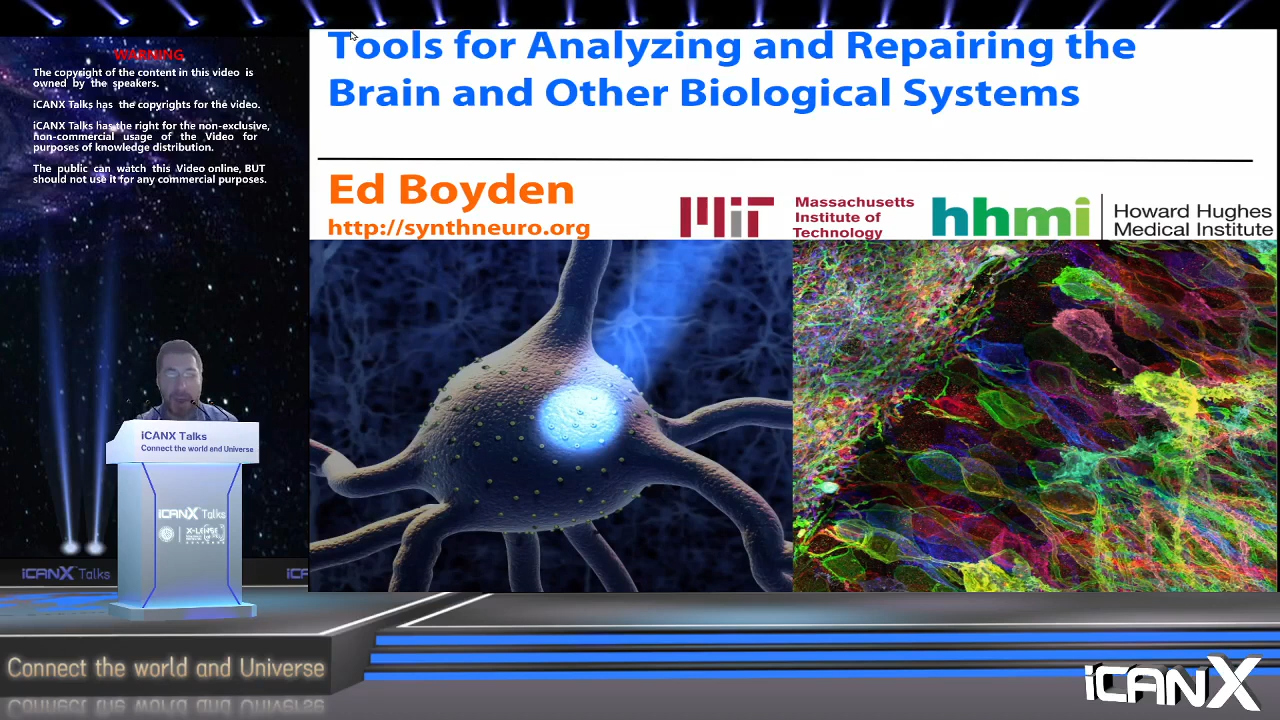 WARNING
The copyright of the content in this video is
owned by the speakers.
iCANX Talks has the copyrights for the video.
iCANX Talks has the right for the non-exclusive,
non-commercial usage of the Video for
purposes of knowledge distribution.
The public can watch this Video online, BUT
should not use it for any commercial purposes.
Tools for Analyzing and Repairing the
Brain and Other Biological Systems
Ed Boyden
http://synthneuro.org
MIT
Massachusetts
Institute of
Technology
hhmi
Howard Hughes
Medical Institute
iCANX Talks
Connect the world and Universe
iCANX Talks
iCANX Talks
Connect the world and Universe
iCANX